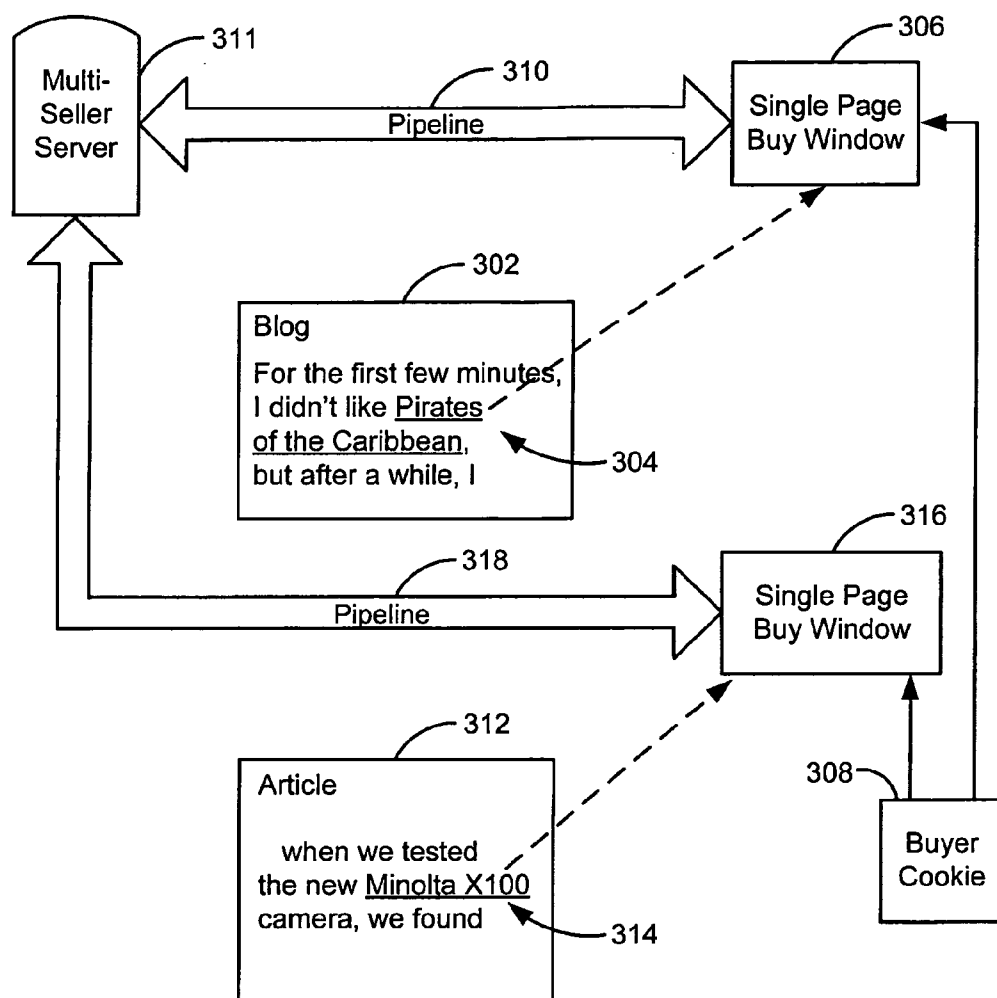 311
Multi-
Seller
Server
310
Pipeline
306
Single Page
Buy Window
302
Blog
For the first few minutes,
I didn't like Pirates
of the Caribbean,
but after a while, I
304
318
Pipeline
316
Single Page
Buy Window
312
Article
when we tested
the new Minolta X100
camera, we found
314
308
Buyer
Cookie